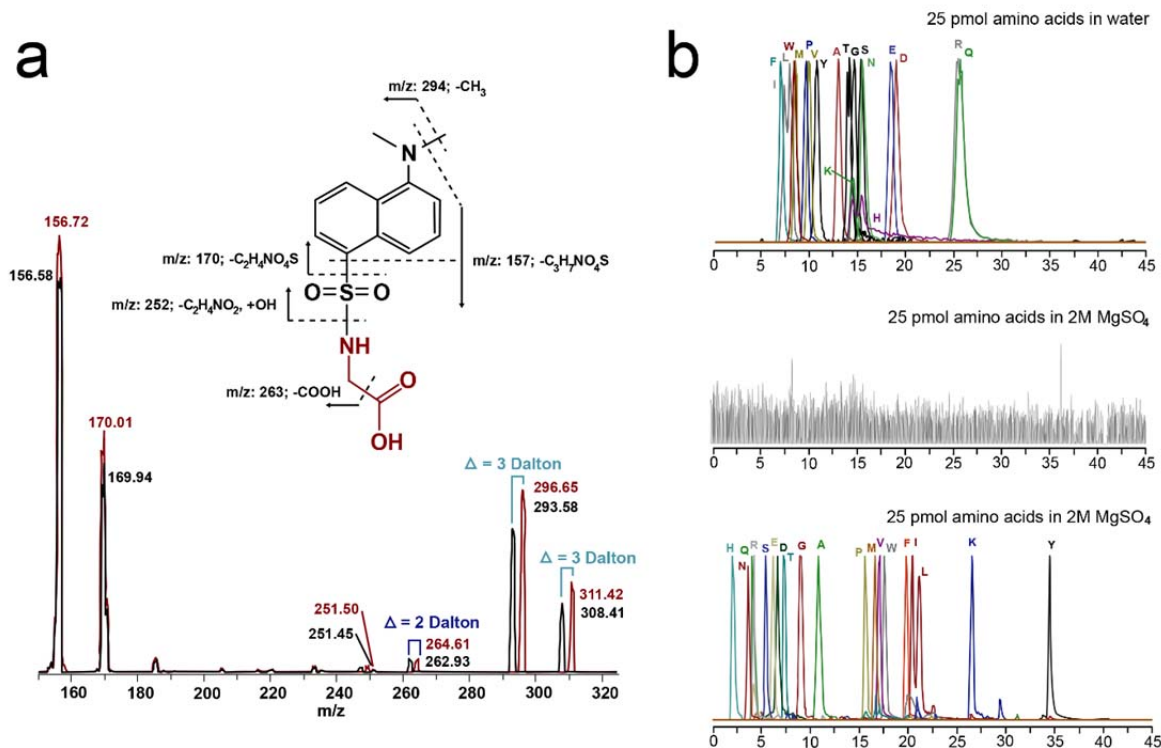 a
156.72
156.58
170.01
169.94
m/z: 294; -CH₃
N
m/z: 170; -C₂H₄NO₄S
m/z: 157; -C₃H₇NO₄S
m/z: 252; -C₂H₄NO₂, +OH
O=S=O
NH
m/z: 263; -COOH
O
OH
Δ = 3 Dalton
296.65
293.58
Δ = 3 Dalton
311.42
308.41
251.50
251.45
Δ = 2 Dalton
264.61
262.93
160 180 200 220 240 260 280 300 320
m/z
b
25 pmol amino acids in water
F I L W M P V Y A T G S N E D R Q
K H
0 5 10 15 20 25 30 35 40 45
25 pmol amino acids in 2M MgSO₄
0 5 10 15 20 25 30 35 40 45
25 pmol amino acids in 2M MgSO₄
H N Q R S E D T G A P M V W F I L K Y
0 5 10 15 20 25 30 35 40 45